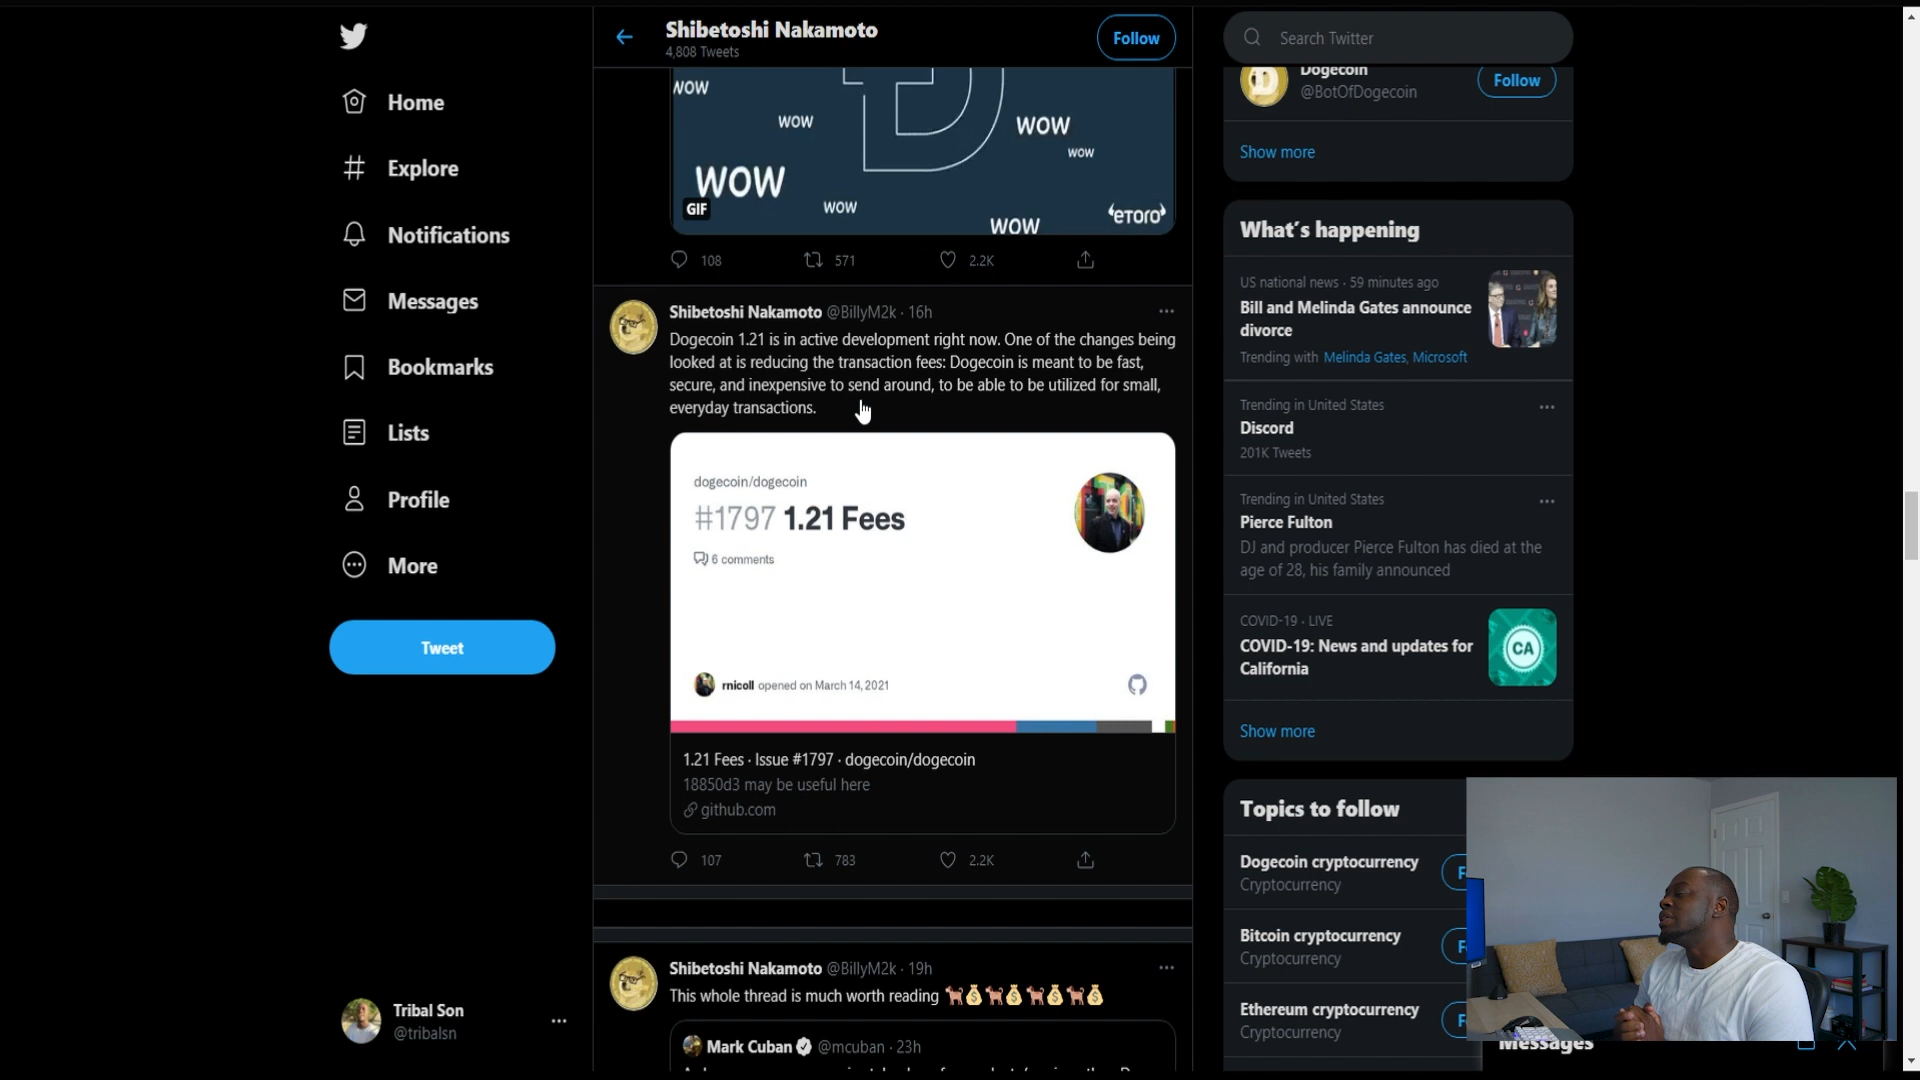 Home
Explore
Notifications
Messages
Bookmarks
Lists
Profile
More
Tweet
Tribal Son
@tribalsn
Shibetoshi Nakamoto
4,808 Tweets
Follow
WOW
WOW
WOW
WOW
WOW
WOW
WOW
GIF
eToro
108
571
2.2K
Shibetoshi Nakamoto @BillyM2k · 16h
Dogecoin 1.21 is in active development right now. One of the changes being
looked at is reducing the transaction fees: Dogecoin is meant to be fast,
secure, and inexpensive to send around, to be able to be utilized for small,
everyday transactions.
dogecoin/dogecoin
#1797 1.21 Fees
6 comments
rnicoll opened on March 14, 2021
1.21 Fees · Issue #1797 · dogecoin/dogecoin
18850d3 may be useful here
github.com
107
783
2.2K
Shibetoshi Nakamoto @BillyM2k · 19h
This whole thread is much worth reading 🐕💰🐕💰🐕💰🐕💰
Mark Cuban @mcuban · 23h
Search Twitter
Dogecoin
@BotOfDogecoin
Follow
Show more
What's happening
US national news · 59 minutes ago
Bill and Melinda Gates announce
divorce
Trending with Melinda Gates, Microsoft
Trending in United States
Discord
201K Tweets
Trending in United States
Pierce Fulton
DJ and producer Pierce Fulton has died at the
age of 28, his family announced
COVID-19 · LIVE
COVID-19: News and updates for
California
CA
Show more
Topics to follow
Dogecoin cryptocurrency
Cryptocurrency
Bitcoin cryptocurrency
Cryptocurrency
Ethereum cryptocurrency
Cryptocurrency
Messages